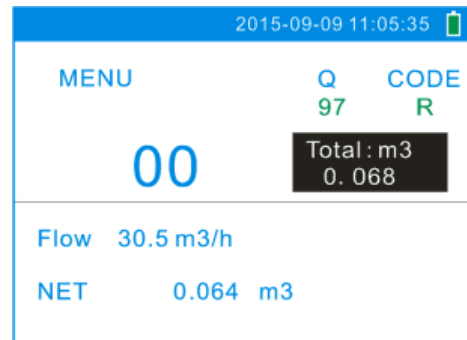 2015-09-09 11:05:35
MENU Q CODE
97 R
00
Total: m3
0. 068
Flow 30.5 m3/h
NET 0.064 m3